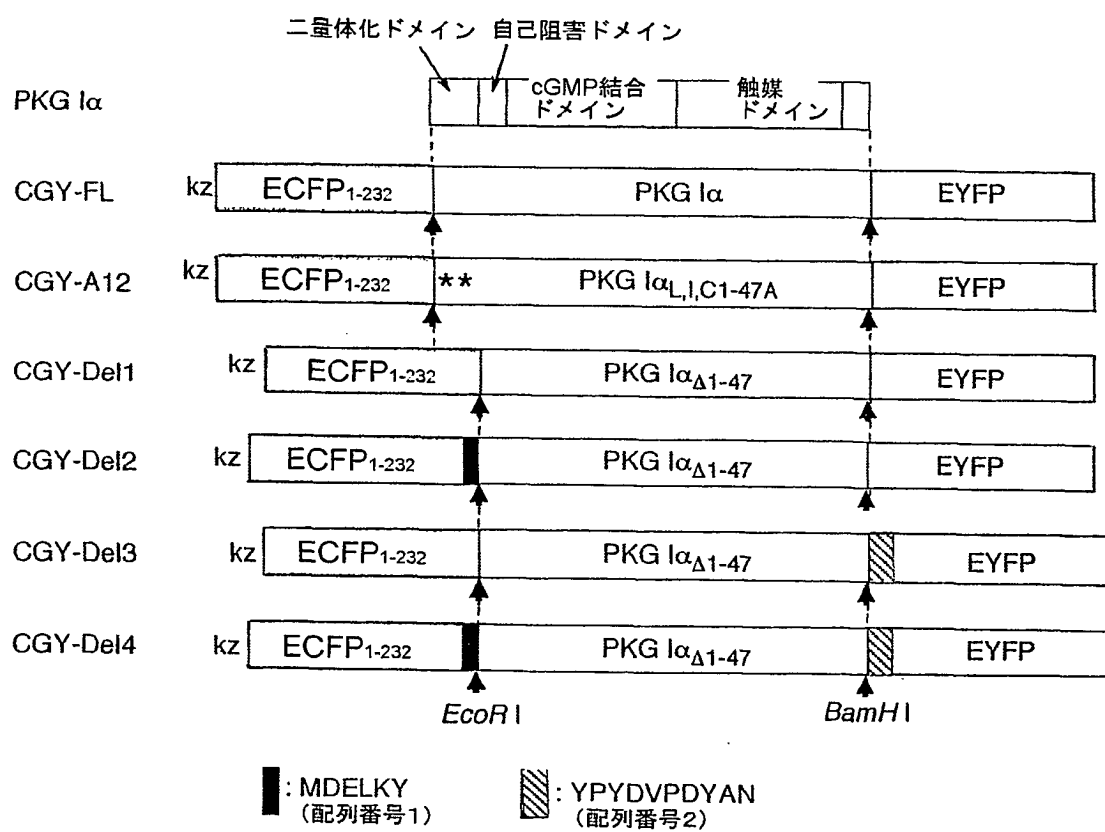 二量体化ドメイン 自己阻害ドメイン
PKG Iα
cGMP結合
ドメイン
触媒
ドメイン
CGY-FL kz ECFP1-232 PKG Iα EYFP
CGY-A12 kz ECFP1-232 ** PKG IαL,I,C1-47A EYFP
CGY-Del1 kz ECFP1-232 PKG IαΔ1-47 EYFP
CGY-Del2 kz ECFP1-232 PKG IαΔ1-47 EYFP
CGY-Del3 kz ECFP1-232 PKG IαΔ1-47 EYFP
CGY-Del4 kz ECFP1-232 PKG IαΔ1-47 EYFP
EcoR I BamH I
: MDELKY
(配列番号1)
: YPYDVPDYAN
(配列番号2)